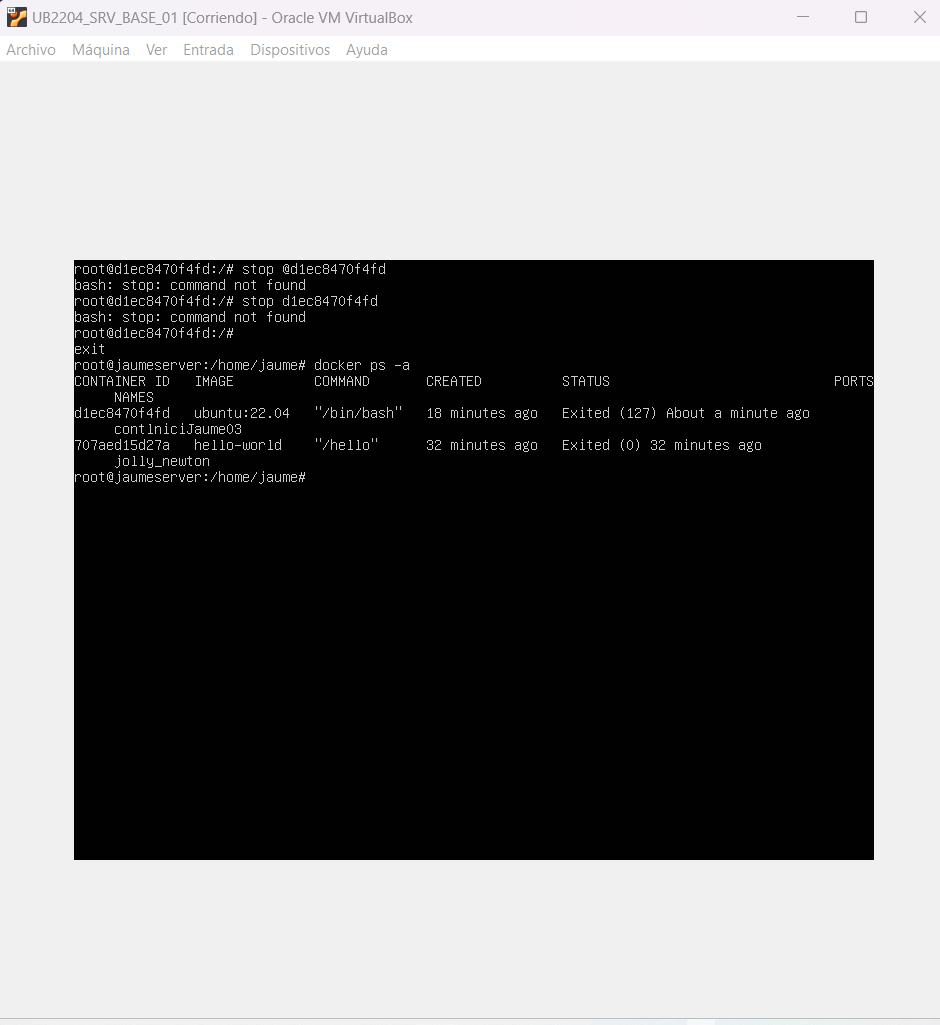 UB2204_SRV_BASE_01 [Corriendo] - Oracle VM VirtualBox
Archivo Máquina Ver Entrada Dispositivos Ayuda
root@d1ec8470f4fd:/# stop @d1ec8470f4fd
bash: stop: command not found
root@d1ec8470f4fd:/# stop d1ec8470f4fd
bash: stop: command not found
root@d1ec8470f4fd:/#
exit
root@jaumeserver:/home/jaume# docker ps -a
CONTAINER ID IMAGE COMMAND CREATED STATUS PORTS
NAMES
d1ec8470f4fd ubuntu:22.04 "/bin/bash" 18 minutes ago Exited (127) About a minute ago
contIniciJaume03
707aed15d27a hello-world "/hello" 32 minutes ago Exited (0) 32 minutes ago
jolly_newton
root@jaumeserver:/home/jaume#